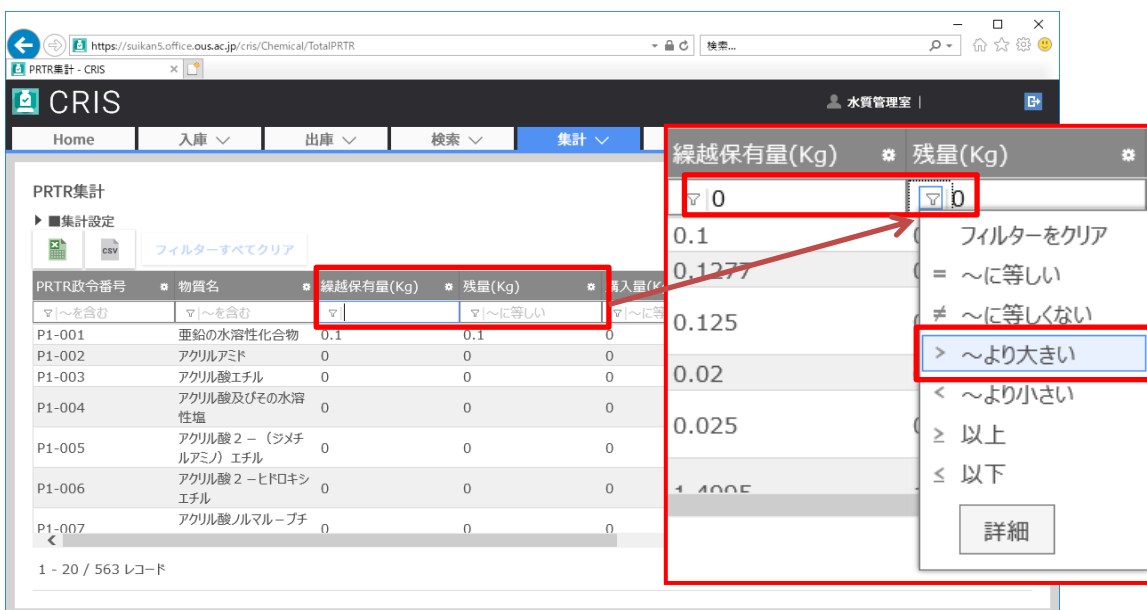 https://suikan5.office.ous.ac.jp/cris/Chemical/TotalPRTR
検索...
PRTR集計 - CRIS
CRIS
水質管理室 |
Home 入庫 出庫 検索 集計
PRTR集計
■集計設定
csv フィルターすべてクリア
PRTR政令番号 物質名 繰越保有量(Kg) 残量(Kg) 購入量(K
～を含む ～を含む ～に等しい ～に等
P1-001 亜鉛の水溶性化合物 0.1 0.1 0
P1-002 アクリルアミド 0 0 0
P1-003 アクリル酸エチル 0 0 0
P1-004 アクリル酸及びその水溶性塩 0 0 0
P1-005 アクリル酸２－（ジメチルアミノ）エチル 0 0 0
P1-006 アクリル酸２－ヒドロキシエチル 0 0 0
P1-007 アクリル酸ノルマル－ブチ 0 0 0
1 - 20 / 563 レコード
繰越保有量(Kg) 残量(Kg)
0 0
0.1
0.1277
0.125
0.02
0.025
1.4995
フィルターをクリア
= ～に等しい
≠ ～に等しくない
> ～より大きい
< ～より小さい
≥ 以上
≤ 以下
詳細